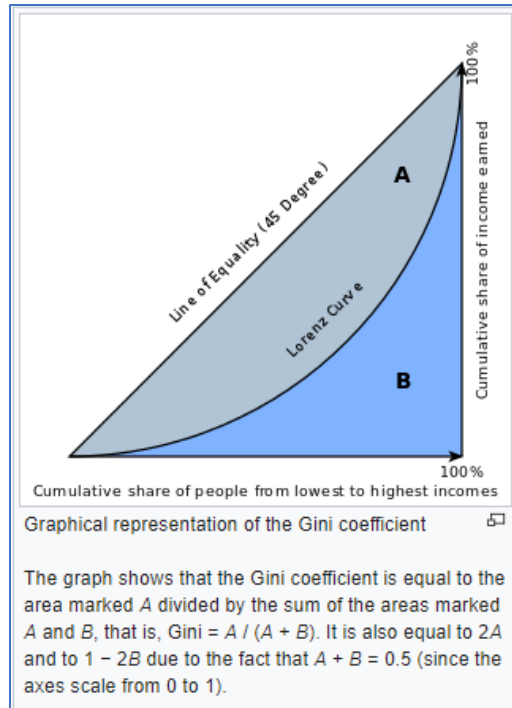 100%
Cumulative share of income earned
Line of Equality (45 Degree)
A
Lorenz Curve
B
100%
Cumulative share of people from lowest to highest incomes
Graphical representation of the Gini coefficient
The graph shows that the Gini coefficient is equal to the
area marked A divided by the sum of the areas marked
A and B, that is, Gini = A / (A + B). It is also equal to 2A
and to 1 − 2B due to the fact that A + B = 0.5 (since the
axes scale from 0 to 1).